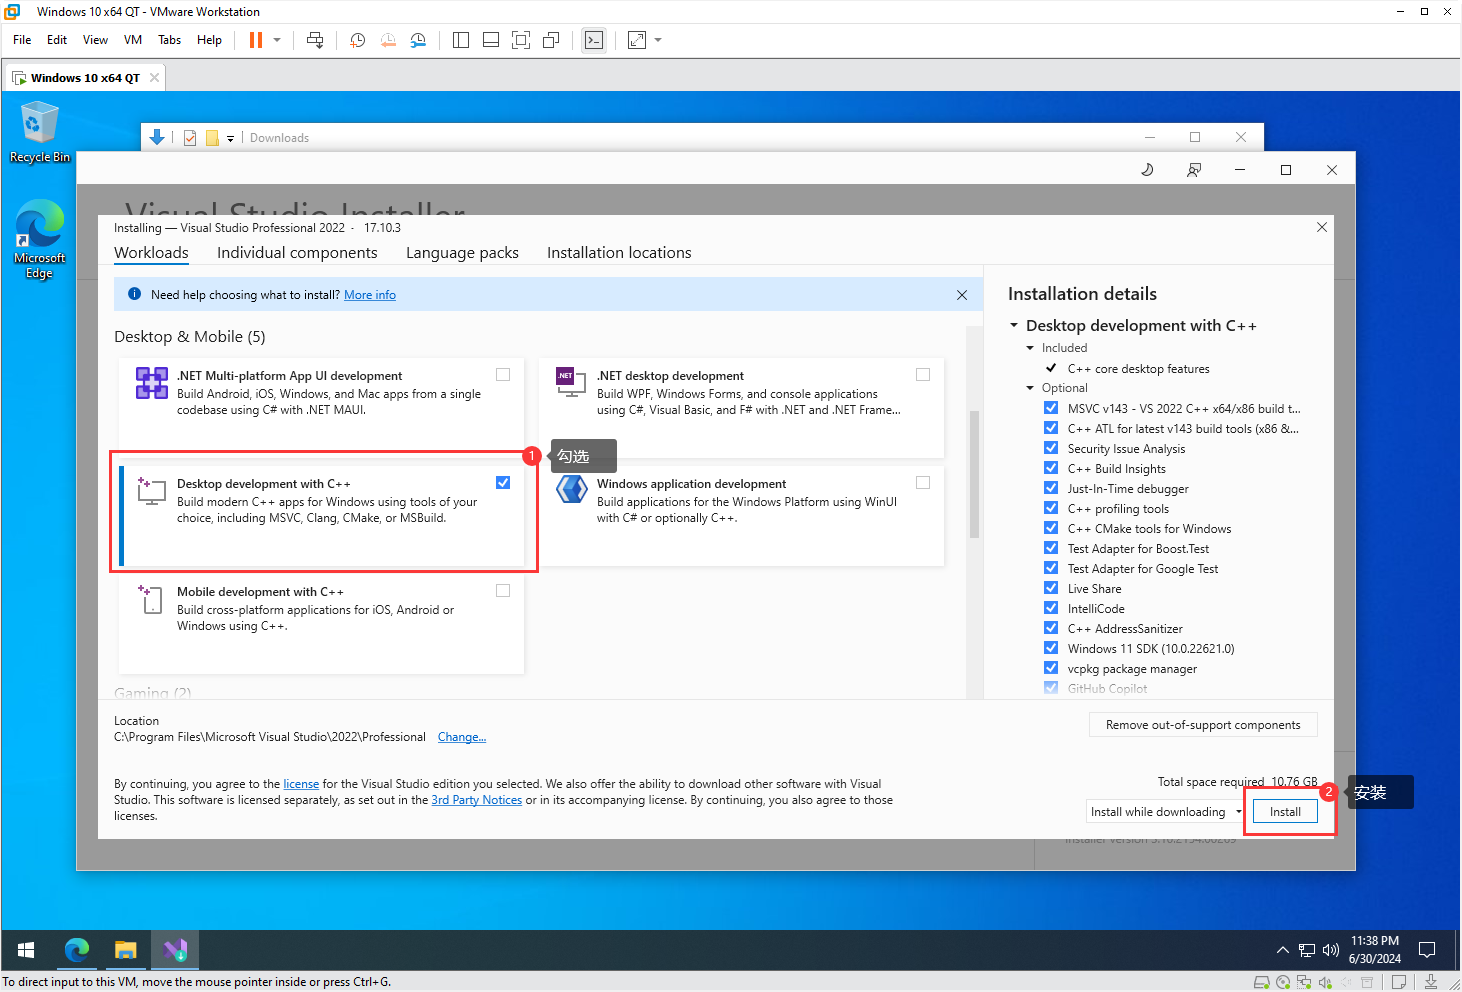 Windows 10 x64 QT - VMware Workstation
File Edit View VM Tabs Help
Windows 10 x64 QT
Recycle Bin
Microsoft
Edge
Downloads
Visual Studio Installer
Installing — Visual Studio Professional 2022 - 17.10.3
Workloads Individual components Language packs Installation locations
Need help choosing what to install? More info
Desktop & Mobile (5)
.NET Multi-platform App UI development
Build Android, iOS, Windows, and Mac apps from a single
codebase using C# with .NET MAUI.
.NET
.NET desktop development
Build WPF, Windows Forms, and console applications
using C#, Visual Basic, and F# with .NET and .NET Frame...
1
勾选
Desktop development with C++
Build modern C++ apps for Windows using tools of your
choice, including MSVC, Clang, CMake, or MSBuild.
Windows application development
Build applications for the Windows Platform using WinUI
with C# or optionally C++.
Mobile development with C++
Build cross-platform applications for iOS, Android or
Windows using C++.
Gaming (2)
Installation details
Desktop development with C++
Included
C++ core desktop features
Optional
MSVC v143 - VS 2022 C++ x64/x86 build t...
C++ ATL for latest v143 build tools (x86 &...
Security Issue Analysis
C++ Build Insights
Just-In-Time debugger
C++ profiling tools
C++ CMake tools for Windows
Test Adapter for Boost.Test
Test Adapter for Google Test
Live Share
IntelliCode
C++ AddressSanitizer
Windows 11 SDK (10.0.22621.0)
vcpkg package manager
GitHub Copilot
Location
C:\Program Files\Microsoft Visual Studio\2022\Professional Change...
Remove out-of-support components
By continuing, you agree to the license for the Visual Studio edition you selected. We also offer the ability to download other software with Visual
Studio. This software is licensed separately, as set out in the 3rd Party Notices or in its accompanying license. By continuing, you also agree to those
licenses.
Total space required 10.76 GB
2
安装
Install while downloading
Install
11:38 PM
6/30/2024
To direct input to this VM, move the mouse pointer inside or press Ctrl+G.